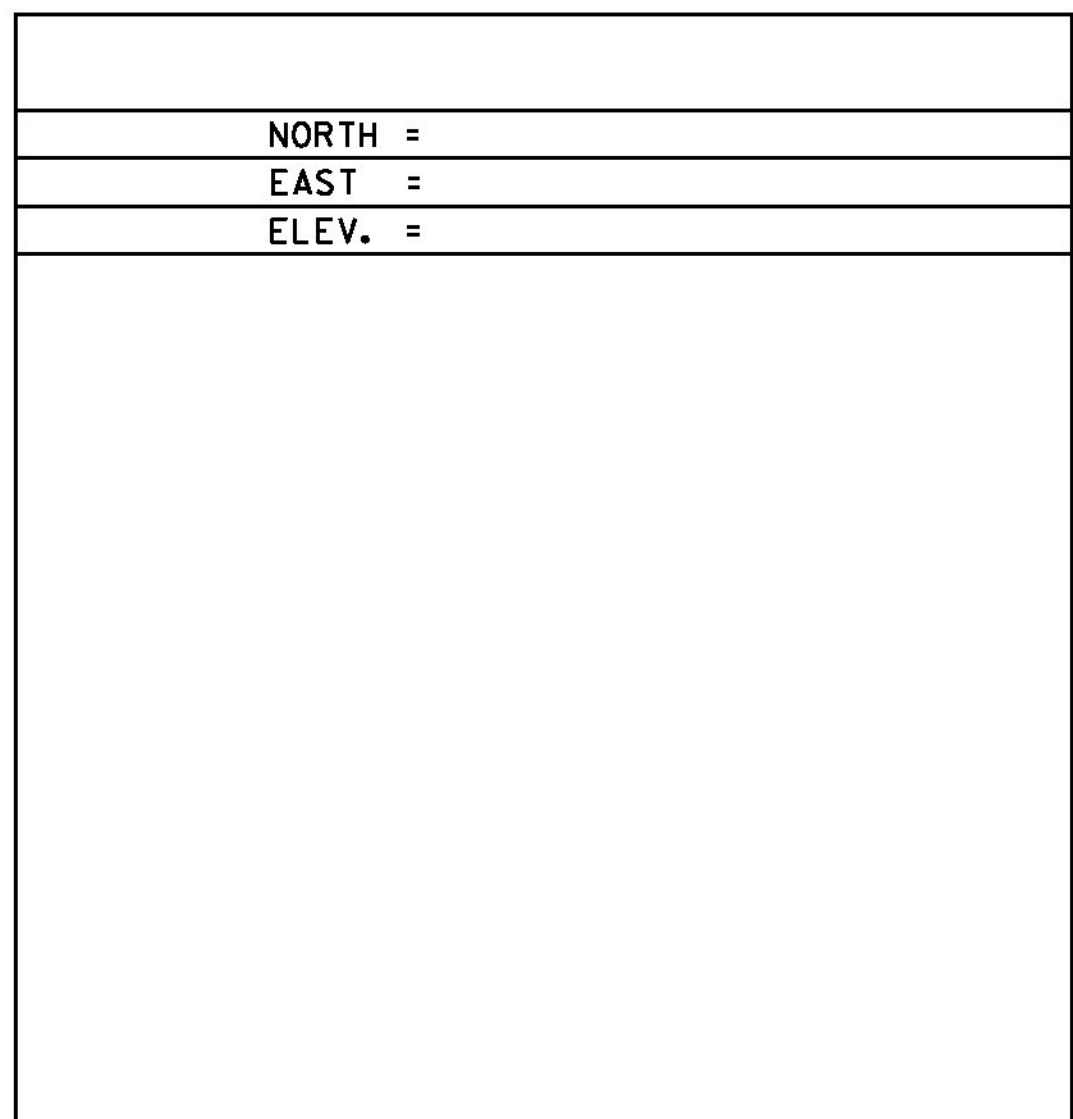 NORTH =
EAST =
ELEV. =